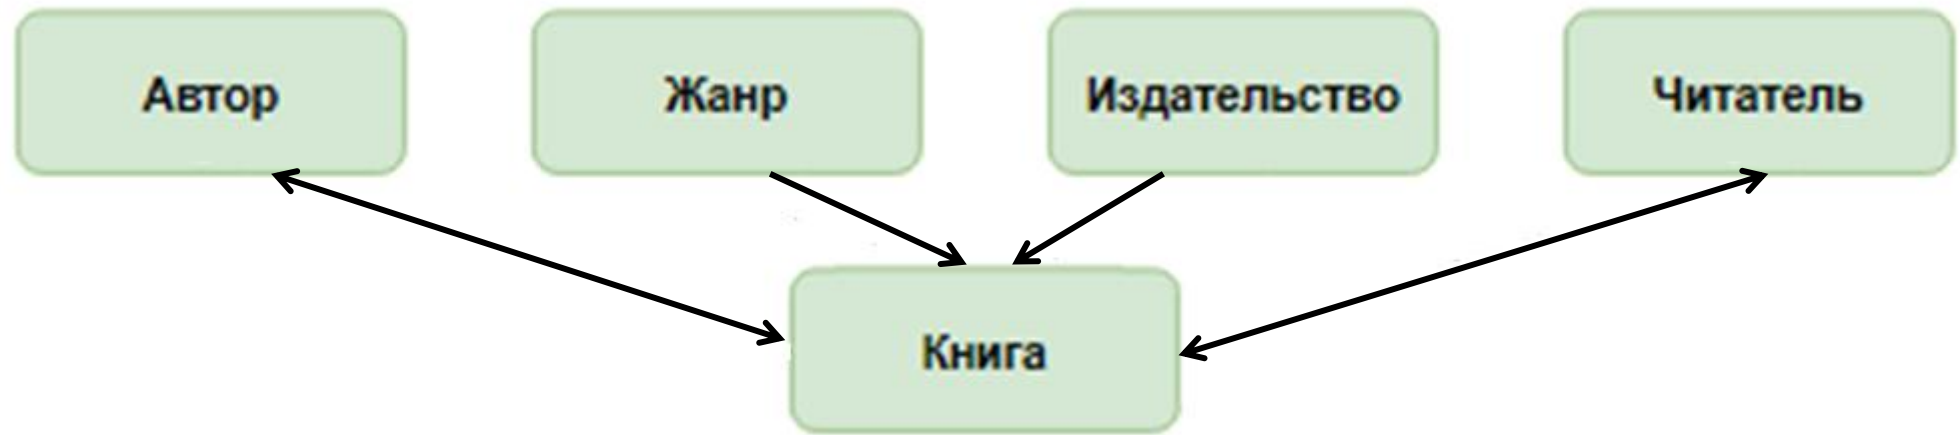 Автор
Жанр
Издательство
Читатель
Книга